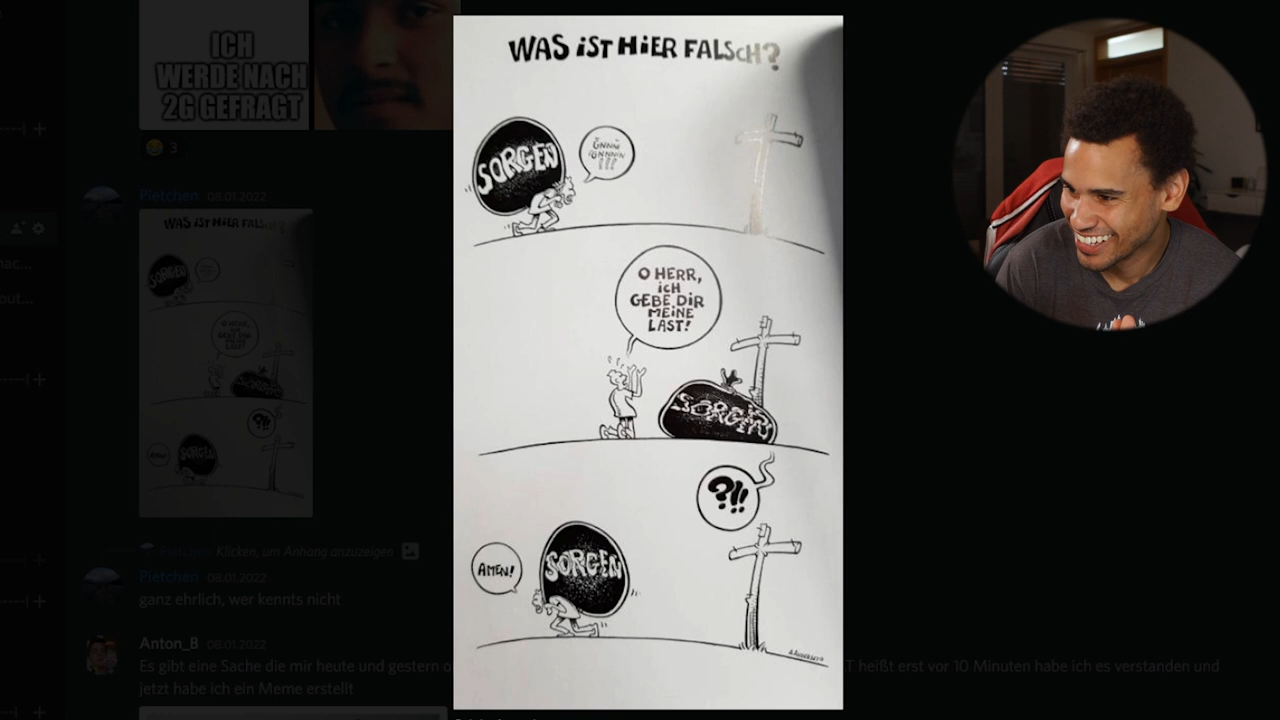 ICH
WERDE NACH
2G GEFRAGT
3
Pietchen 08.01.2022
WAS iST HiER FALSCH?
SORGEN
!!!
O HERR,
iCH
GEBE DiR
MEiNE
LAST!
SORGEN
?!!
AMEN!
SORGEN
Pietchen Klicken, um Anhang anzuzeigen
Pietchen 08.01.2022
ganz ehrlich, wer kennts nicht
Anton_B 08.01.2022
Es gibt eine Sache die mir heute und gestern
T heißt erst vor 10 Minuten habe ich es verstanden und
jetzt habe ich ein Meme erstellt